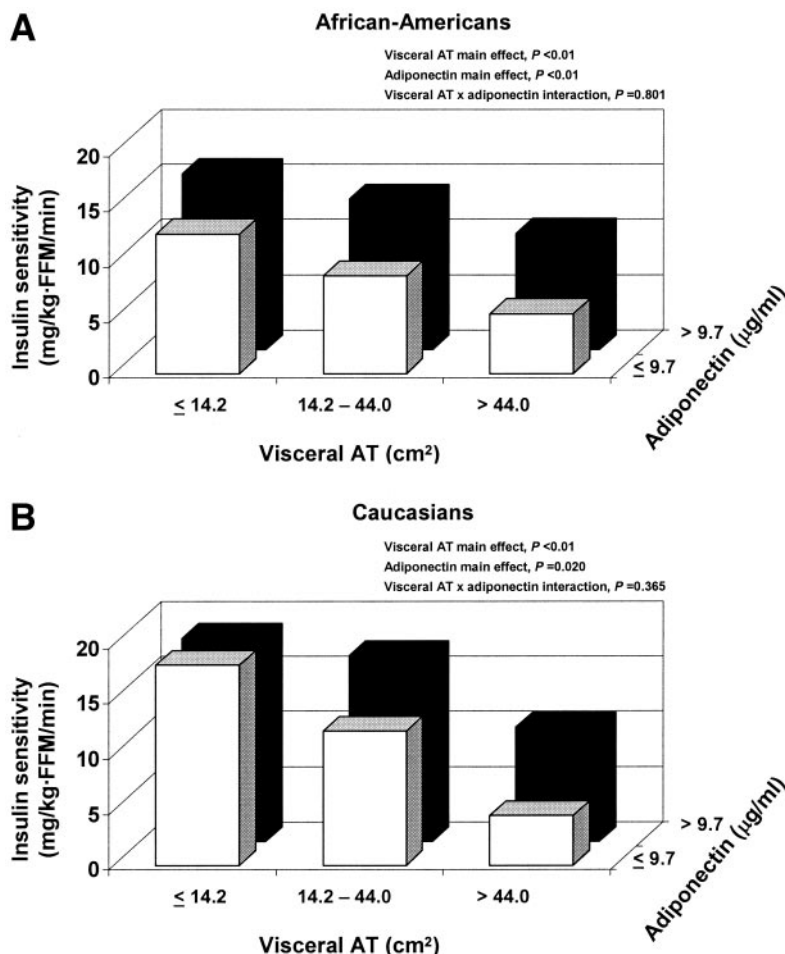 A
African-Americans
Visceral AT main effect, P <0.01
Adiponectin main effect, P <0.01
Visceral AT x adiponectin interaction, P =0.801
Insulin sensitivity
(mg/kg·FFM/min)
20
15
10
5
0
≤ 14.2
14.2 – 44.0
> 44.0
Visceral AT (cm²)
> 9.7
≤ 9.7
Adiponectin (µg/ml)
B
Caucasians
Visceral AT main effect, P <0.01
Adiponectin main effect, P =0.020
Visceral AT x adiponectin interaction, P =0.365
Insulin sensitivity
(mg/kg·FFM/min)
20
15
10
5
0
≤ 14.2
14.2 – 44.0
> 44.0
Visceral AT (cm²)
> 9.7
≤ 9.7
Adiponectin (µg/ml)